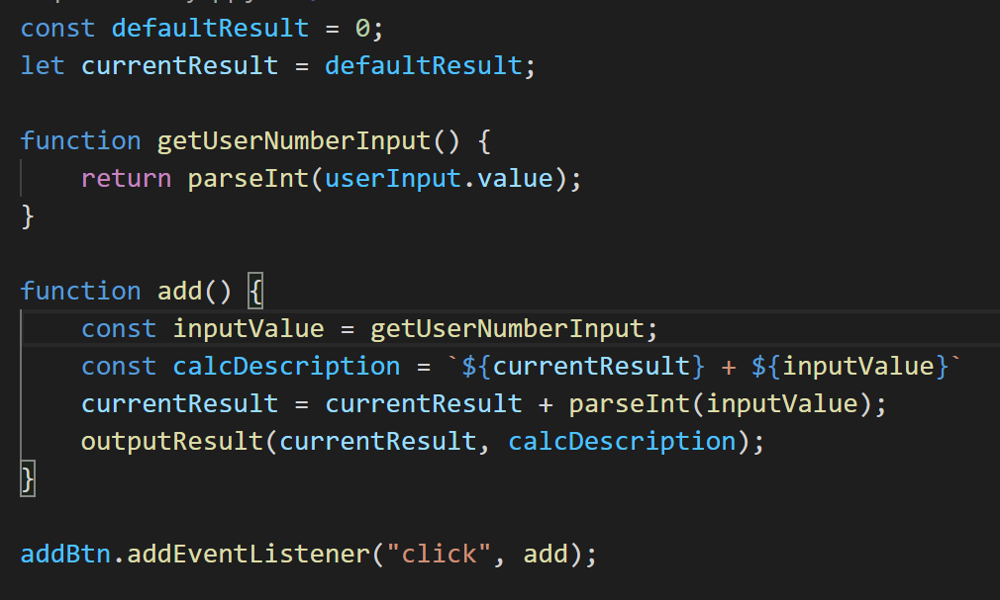 const defaultResult = 0;
let currentResult = defaultResult;
function getUserNumberInput() {
return parseInt(userInput.value);
}
function add() {
const inputValue = getUserNumberInput;
const calcDescription = `${currentResult} + ${inputValue}`
currentResult = currentResult + parseInt(inputValue);
outputResult(currentResult, calcDescription);
}
addBtn.addEventListener("click", add);